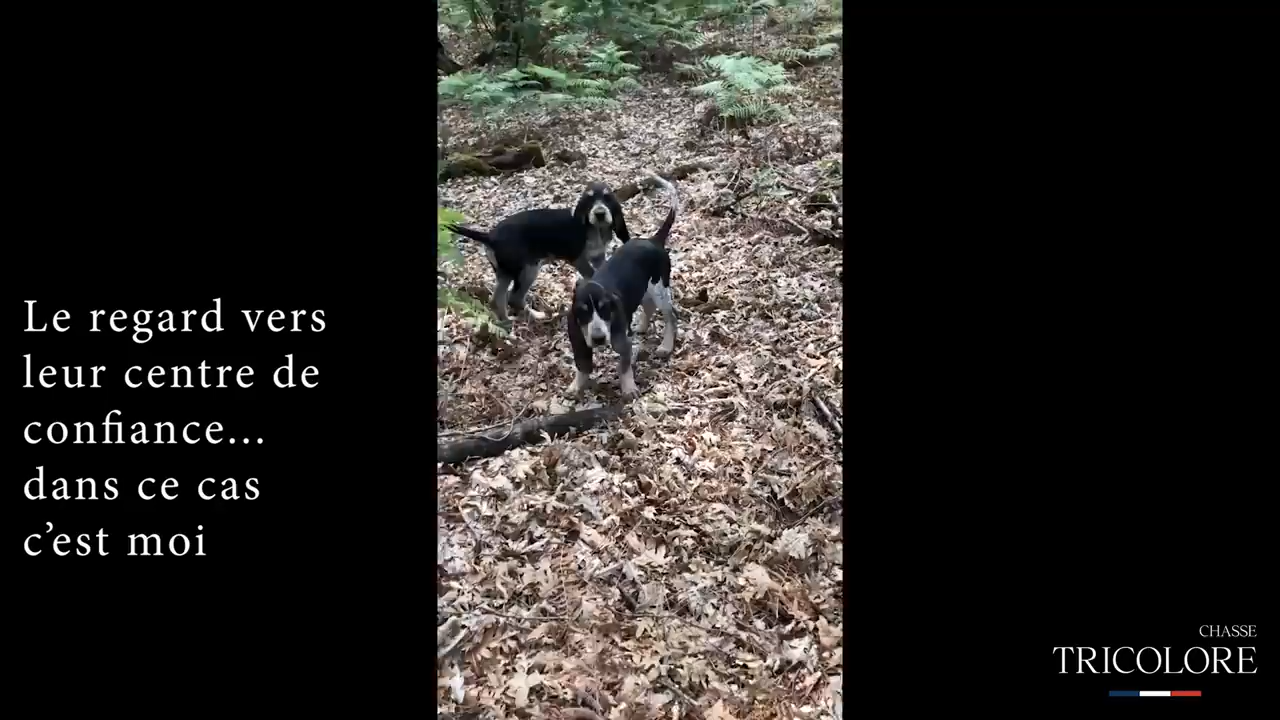 Le regard vers
leur centre de
confiance...
dans ce cas
c’est moi
CHASSE
TRICOLORE